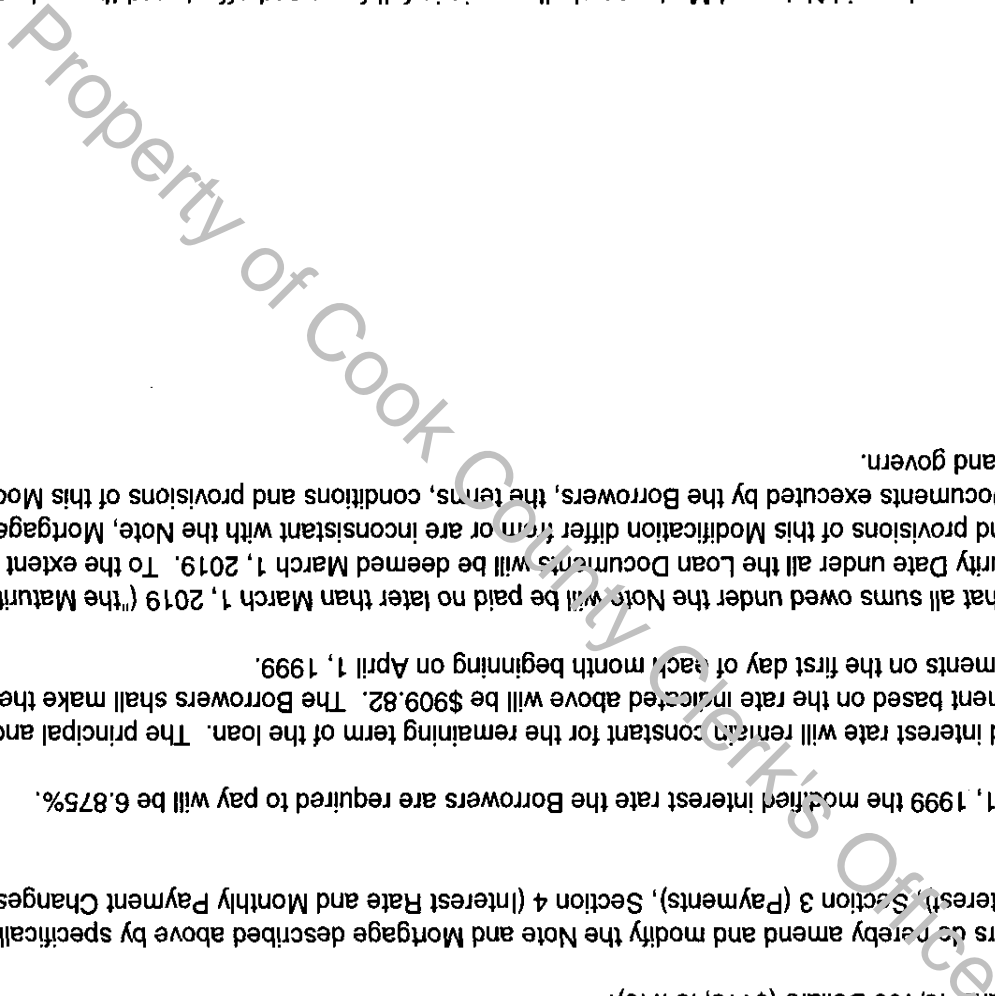 rs do hereby amend and modify the Note and Mortgage described above by specificall
terest), Section 3 (Payments), Section 4 (Interest Rate and Monthly Payment Changes
1, 1999 the modified interest rate the Borrowers are required to pay will be 6.875%.
d interest rate will remain constant for the remaining term of the loan. The principal and
nent based on the rate indicated above will be $909.82. The Borrowers shall make the
ments on the first day of each month beginning on April 1, 1999.
hat all sums owed under the Note will be paid no later than March 1, 2019 ("the Maturit
rity Date under all the Loan Documents will be deemed March 1, 2019. To the extent
nd provisions of this Modification differ from or are inconsistant with the Note, Mortgage
ocuments executed by the Borrowers, the terms, conditions and provisions of this Moc
and govern.
Property of Cook County Clerk's Office